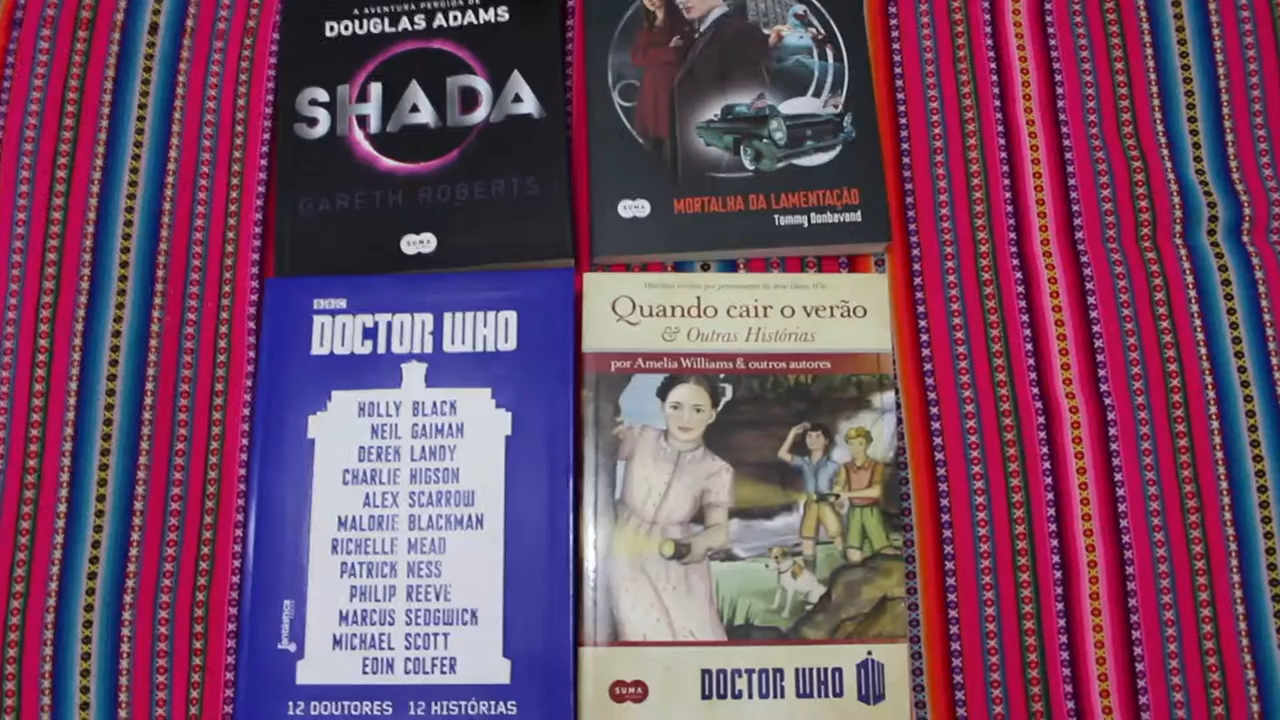 A AVENTURA PERDIDA DE
DOUGLAS ADAMS
SHADA
GARETH ROBERTS
SUMA
MORTALHA DA LAMENTAÇÃO
Tommy Donbavand
SUMA
BBC
DOCTOR WHO
HOLLY BLACK
NEIL GAIMAN
DEREK LANDY
CHARLIE HIGSON
ALEX SCARROW
MALORIE BLACKMAN
RICHELLE MEAD
PATRICK NESS
PHILIP REEVE
MARCUS SEDGWICK
MICHAEL SCOTT
EOIN COLFER
fantástica
12 DOUTORES 12 HISTÓRIAS
Quando cair o verão
& Outras Histórias
por Amelia Williams & outros autores
SUMA
DOCTOR WHO